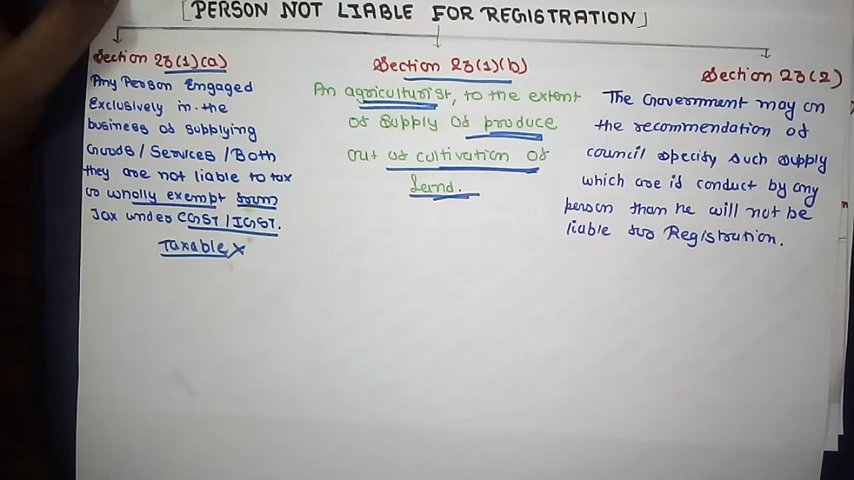 [PERSON NOT LIABLE FOR REGISTRATION]
Section 23(1)(a)
Any Person Engaged
Exclusively in the
business of supplying
Goods/Services/Both
they are not liable to tax
or wholly exempt from
Tax under CGST/IGST.
Taxable X
Section 23(1)(b)
An agriculturist, to the extent
of supply of produce
out of cultivation of
land.
Section 23(2)
The Government may on
the recommendation of
council specify such supply
which are is conduct by any
person than he will not be
liable for Registration.